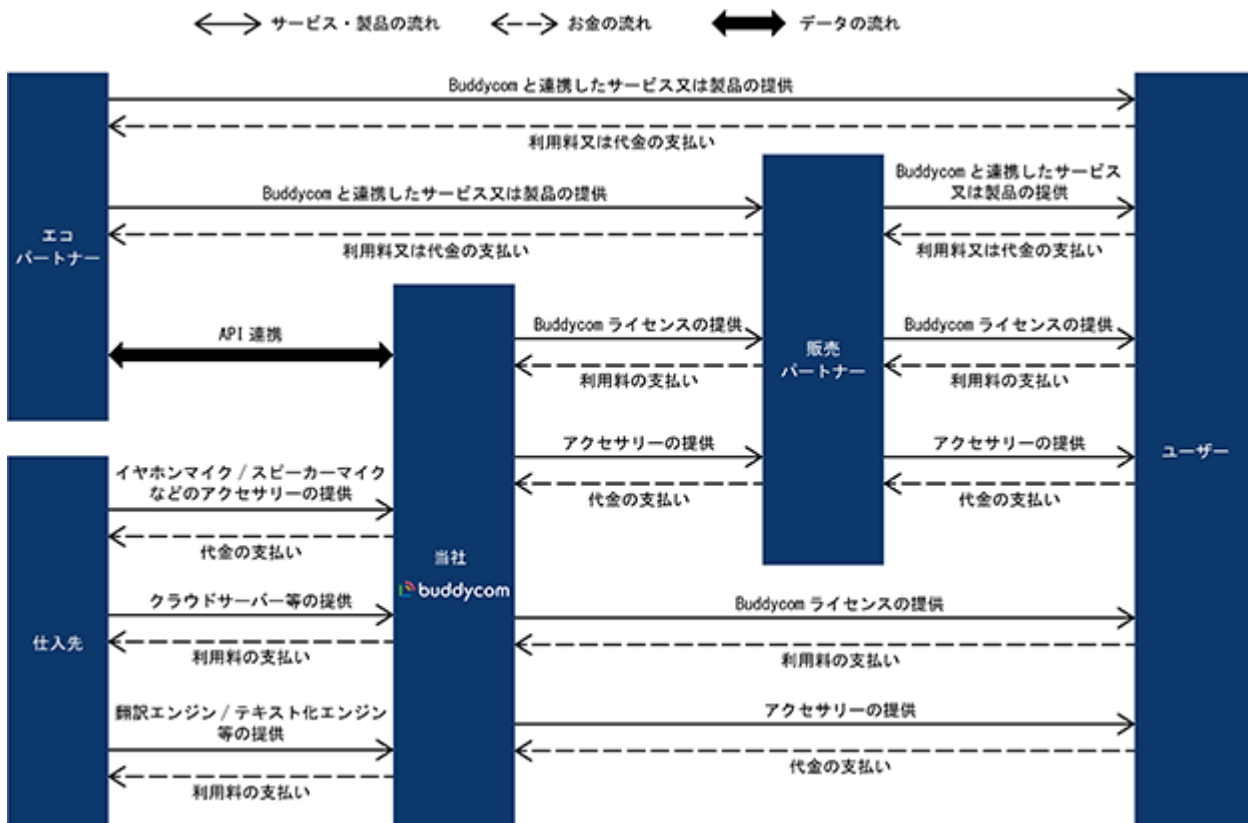 サービス・製品の流れ
お金の流れ
データの流れ
Buddycom と連携したサービス又は製品の提供
利用料又は代金の支払い
Buddycom と連携したサービス又は製品の提供
Buddycom と連携したサービス
又は製品の提供
利用料又は代金の支払い
利用料又は代金の支払い
エコ
パートナー
API 連携
Buddycom ライセンスの提供
Buddycom ライセンスの提供
利用料の支払い
利用料の支払い
販売
パートナー
アクセサリーの提供
アクセサリーの提供
代金の支払い
代金の支払い
ユーザー
イヤホンマイク / スピーカーマイク
などのアクセサリーの提供
代金の支払い
当社
buddycom
クラウドサーバー等の提供
利用料の支払い
Buddycom ライセンスの提供
利用料の支払い
仕入先
翻訳エンジン / テキスト化エンジン
等の提供
利用料の支払い
アクセサリーの提供
代金の支払い